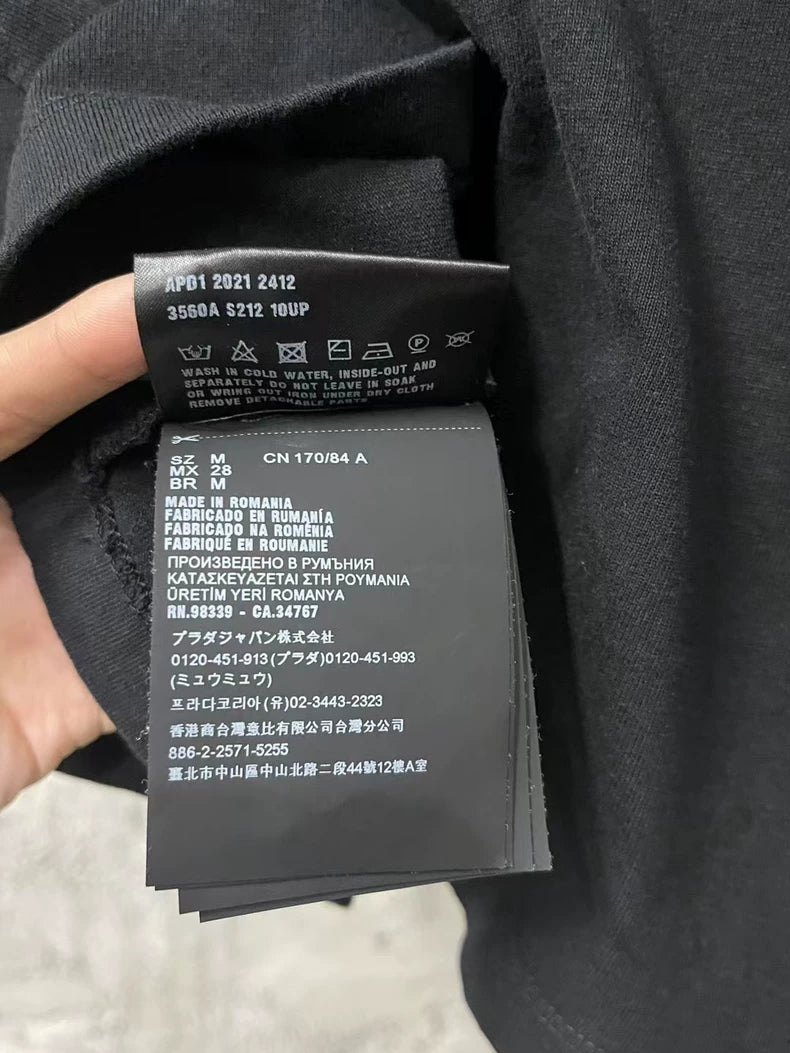 APD1 2021 2412
3560A S212 10UP
P
WASH IN COLD WATER, INSIDE-OUT AND
SEPARATELY DO NOT LEAVE IN SOAK
OR WRING OUT IRON UNDER DRY CLOTH
REMOVE DETACHABLE PARTS
SZ M CN 170/84 A
MX 28
BR M
MADE IN ROMANIA
FABRICADO EN RUMANÍA
FABRICADO NA ROMÊNIA
FABRIQUÉ EN ROUMANIE
ПРОИЗВЕДЕНО В РУМЪНИЯ
ΚΑΤΑΣΚΕΥΑΖΕΤΑΙ ΣΤΗ ΡΟΥΜΑΝΙΑ
ÜRETİM YERİ ROMANYA
RN.98339 - CA.34767
プラダジャパン株式会社
0120-451-913(プラダ)0120-451-993
(ミュウミュウ)
프라다코리아(유)02-3443-2323
香港商台灣意比有限公司台灣分公司
886-2-2571-5255
臺北市中山區中山北路二段44號12樓A室